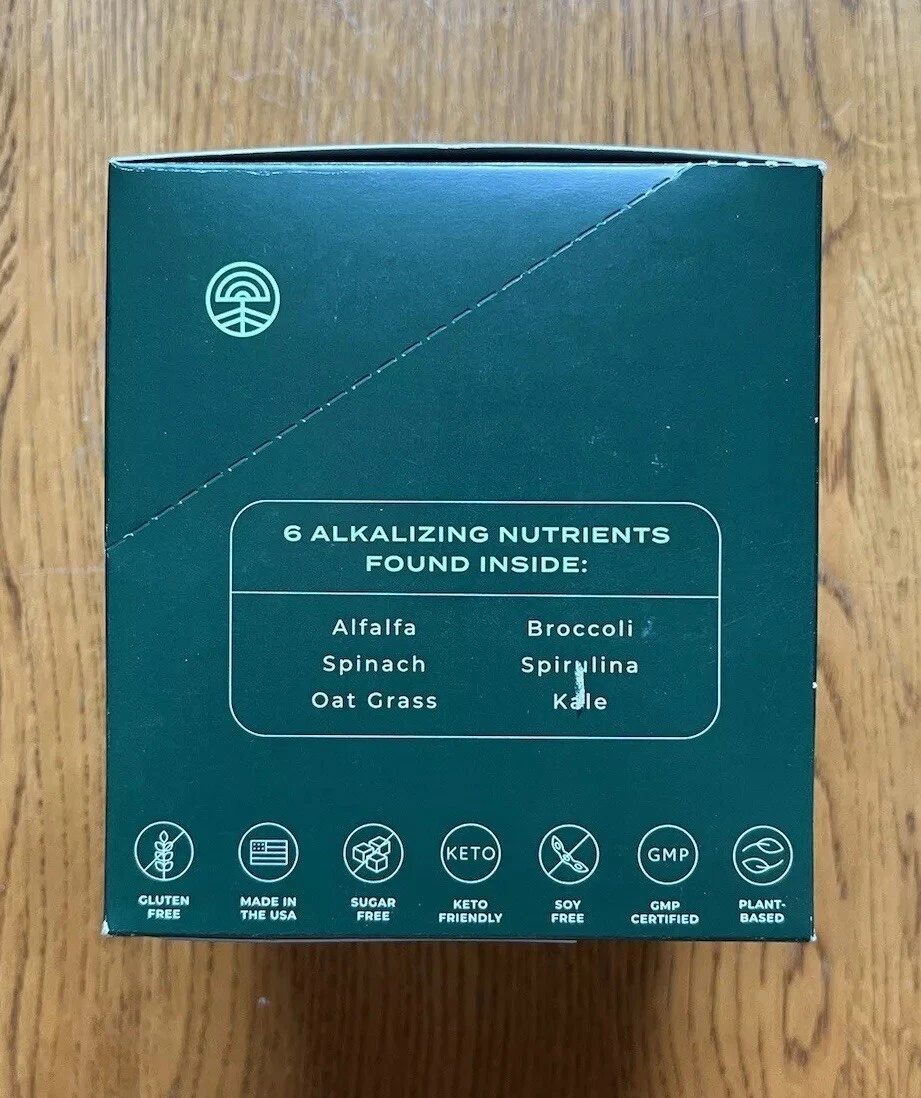 6 ALKALIZING NUTRIENTS
FOUND INSIDE:
Alfalfa Broccoli
Spinach Spirulina
Oat Grass Kale
KETO GMP
GLUTEN FREE
MADE IN THE USA
SUGAR FREE
KETO FRIENDLY
SOY FREE
GMP CERTIFIED
PLANT-BASED